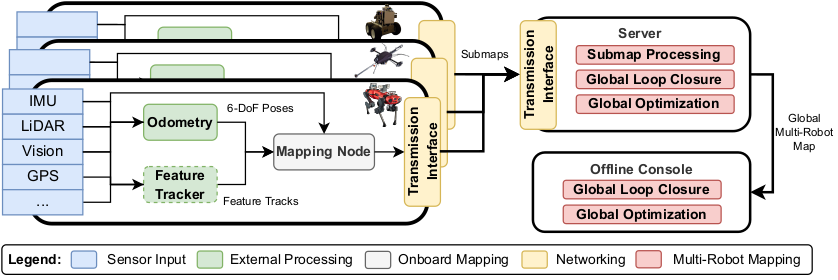 IMU
LiDAR
Vision
GPS
...
Odometry
Feature
Tracker
6-DoF Poses
Feature Tracks
Mapping Node
Transmission
Interface
Submaps
Transmission
Interface
Server
Submap Processing
Global Loop Closure
Global Optimization
Global
Multi-Robot
Map
Offline Console
Global Loop Closure
Global Optimization
Legend: Sensor Input External Processing Onboard Mapping Networking Multi-Robot Mapping